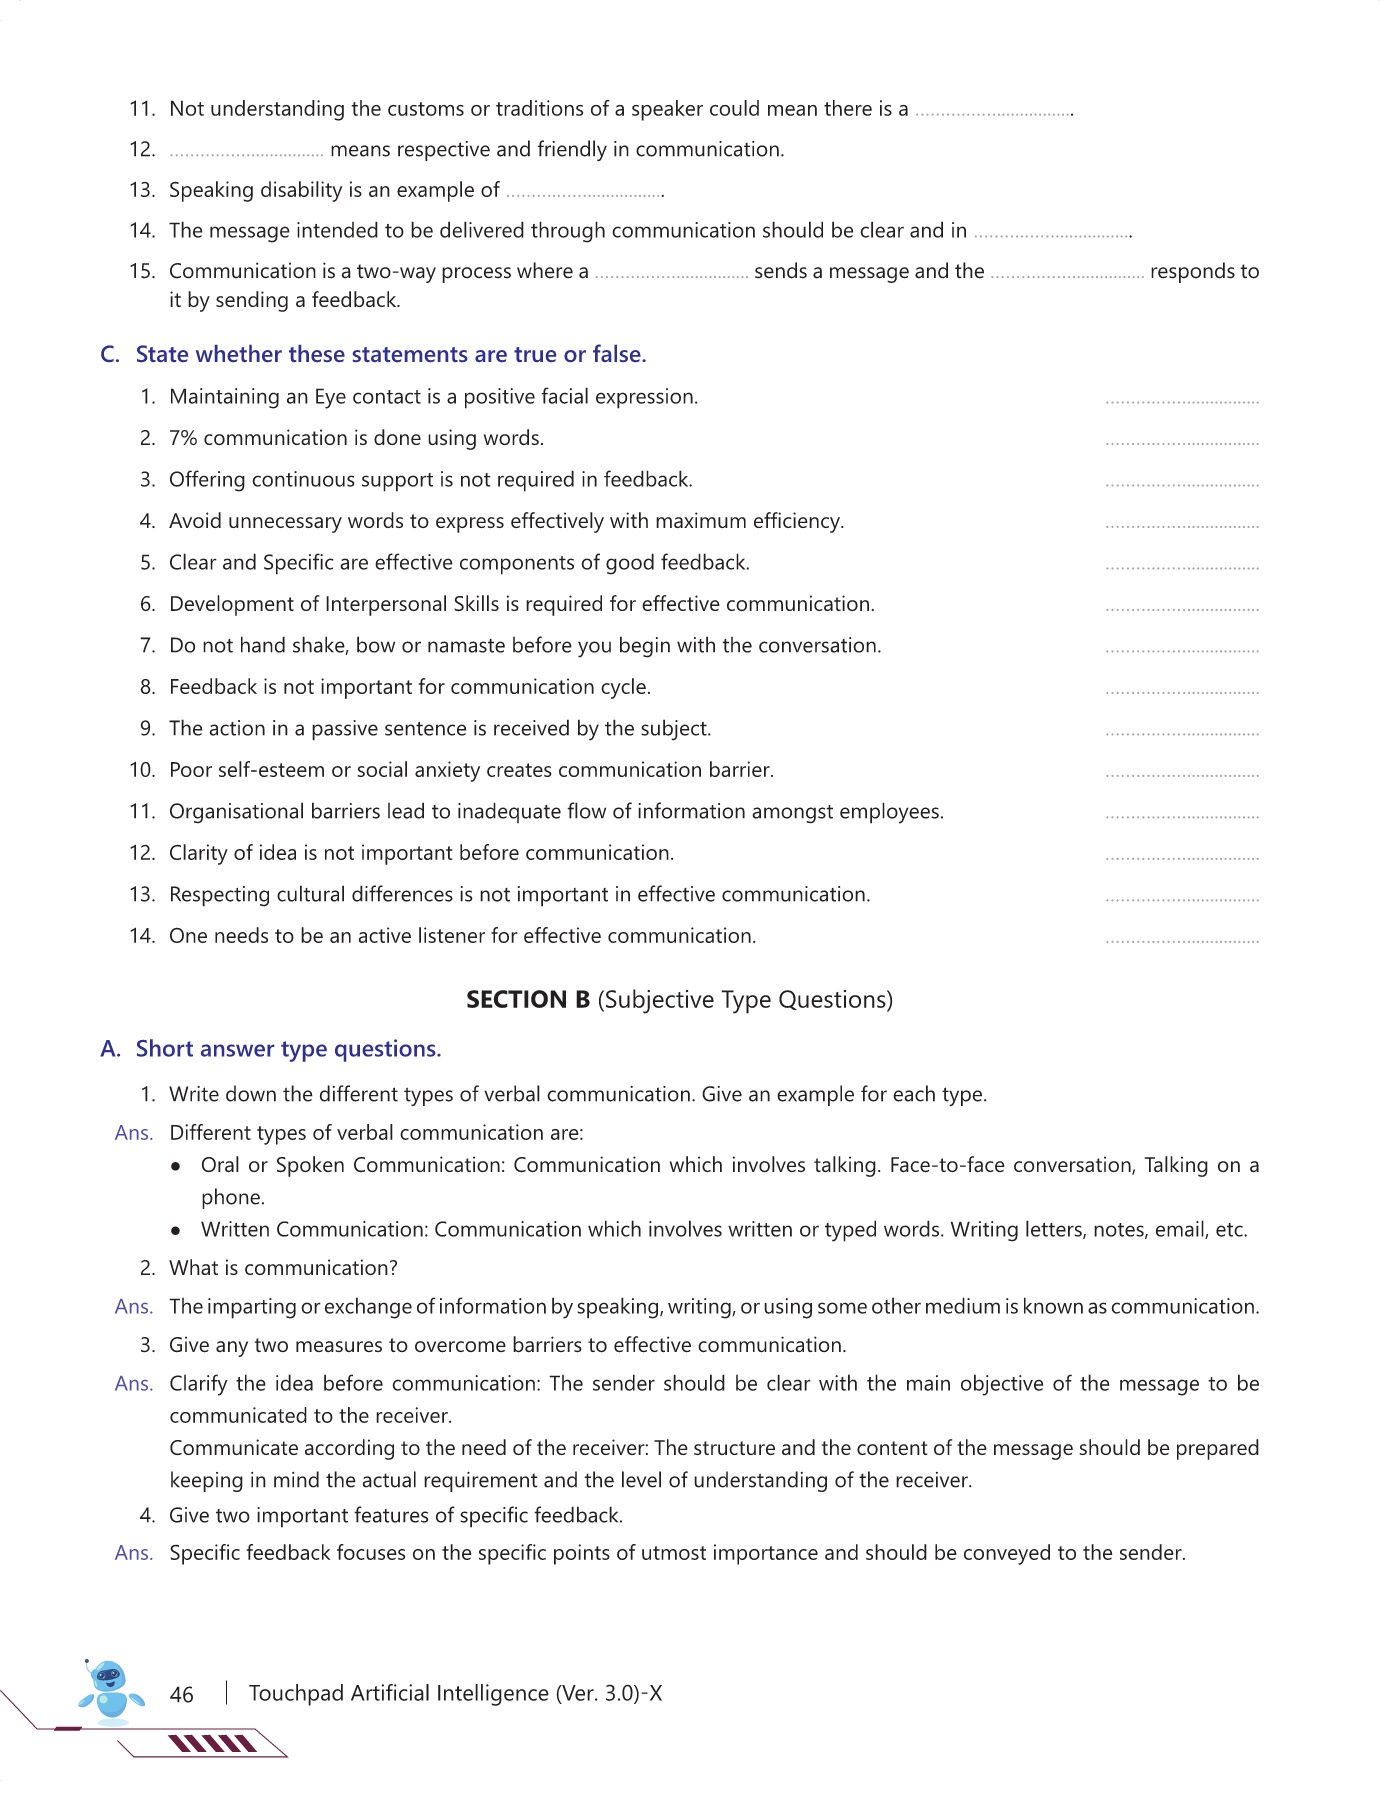 11. Not understanding the customs or traditions of a speaker could mean there is a ................................
12. ............................... means respective and friendly in communication.
13. Speaking disability is an example of ................................
14. The message intended to be delivered through communication should be clear and in ................................
15. Communication is a two-way process where a ............................... sends a message and the ............................... responds to
it by sending a feedback.
C. State whether these statements are true or false.
1. Maintaining an Eye contact is a positive facial expression. ...............................
2. 7% communication is done using words. ...............................
3. Offering continuous support is not required in feedback. ...............................
4. Avoid unnecessary words to express effectively with maximum efficiency. ...............................
5. Clear and Specific are effective components of good feedback. ...............................
6. Development of Interpersonal Skills is required for effective communication. ...............................
7. Do not hand shake, bow or namaste before you begin with the conversation. ...............................
8. Feedback is not important for communication cycle. ...............................
9. The action in a passive sentence is received by the subject. ...............................
10. Poor self-esteem or social anxiety creates communication barrier. ...............................
11. Organisational barriers lead to inadequate flow of information amongst employees. ...............................
12. Clarity of idea is not important before communication. ...............................
13. Respecting cultural differences is not important in effective communication. ...............................
14. One needs to be an active listener for effective communication. ...............................
SECTION B (Subjective Type Questions)
A. Short answer type questions.
1. Write down the different types of verbal communication. Give an example for each type.
Ans. Different types of verbal communication are:
● Oral or Spoken Communication: Communication which involves talking. Face-to-face conversation, Talking on a
phone.
● Written Communication: Communication which involves written or typed words. Writing letters, notes, email, etc.
2. What is communication?
Ans. The imparting or exchange of information by speaking, writing, or using some other medium is known as communication.
3. Give any two measures to overcome barriers to effective communication.
Ans. Clarify the idea before communication: The sender should be clear with the main objective of the message to be
communicated to the receiver.
Communicate according to the need of the receiver: The structure and the content of the message should be prepared
keeping in mind the actual requirement and the level of understanding of the receiver.
4. Give two important features of specific feedback.
Ans. Specific feedback focuses on the specific points of utmost importance and should be conveyed to the sender.
46 | Touchpad Artificial Intelligence (Ver. 3.0)-X